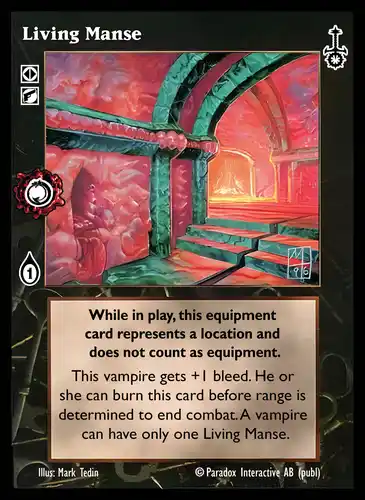 Living Manse
1
While in play, this equipment
card represents a location and
does not count as equipment.
This vampire gets +1 bleed. He or
she can burn this card before range is
determined to end combat. A vampire
can have only one Living Manse.
Illus: Mark Tedin
© Paradox Interactive AB (publ)